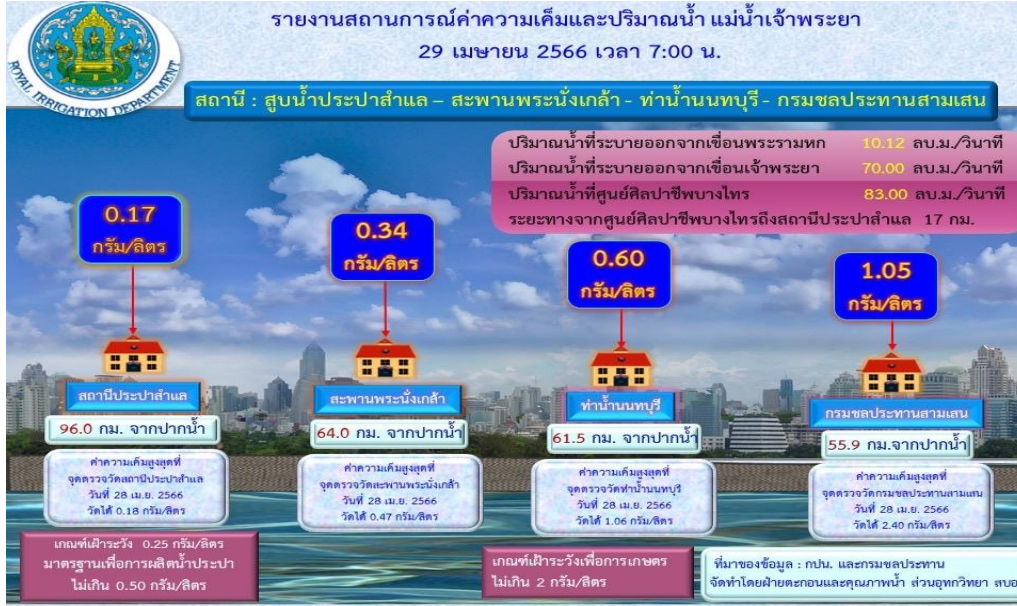 รายงานสถานการณ์ค่าความเค็มและปริมาณน้ำ แม่น้ำเจ้าพระยา
29 เมษายน 2566 เวลา 7:00 น.
ROYAL IRRIGATION DEPARTMENT
สถานี : สูบน้ำประปาสำแล – สะพานพระนั่งเกล้า - ท่าน้ำนนทบุรี - กรมชลประทานสามเสน
ปริมาณน้ำที่ระบายออกจากเขื่อนพระรามหก 10.12 ลบ.ม./วินาที
ปริมาณน้ำที่ระบายออกจากเขื่อนเจ้าพระยา 70.00 ลบ.ม./วินาที
ปริมาณน้ำที่ศูนย์ศิลปาชีพบางไทร 83.00 ลบ.ม./วินาที
ระยะทางจากศูนย์ศิลปาชีพบางไทรถึงสถานีประปาสำแล 17 กม.
0.17
กรัม/ลิตร
สถานีประปาสำแล
96.0 กม. จากปากน้ำ
ค่าความเค็มสูงสุดที่
จุดตรวจวัดสถานีประปาสำแล
วันที่ 28 เม.ย. 2566
วัดได้ 0.18 กรัม/ลิตร
0.34
กรัม/ลิตร
สะพานพระนั่งเกล้า
64.0 กม. จากปากน้ำ
ค่าความเค็มสูงสุดที่
จุดตรวจวัดสะพานพระนั่งเกล้า
วันที่ 28 เม.ย. 2566
วัดได้ 0.47 กรัม/ลิตร
0.60
กรัม/ลิตร
ท่าน้ำนนทบุรี
61.5 กม. จากปากน้ำ
ค่าความเค็มสูงสุดที่
จุดตรวจวัดท่าน้ำนนทบุรี
วันที่ 28 เม.ย. 2566
วัดได้ 1.06 กรัม/ลิตร
1.05
กรัม/ลิตร
กรมชลประทานสามเสน
55.9 กม.จากปากน้ำ
ค่าความเค็มสูงสุดที่
จุดตรวจวัดกรมชลประทานสามเสน
วันที่ 28 เม.ย. 2566
วัดได้ 2.40 กรัม/ลิตร
เกณฑ์เฝ้าระวัง 0.25 กรัม/ลิตร
มาตรฐานเพื่อการผลิตน้ำประปา
ไม่เกิน 0.50 กรัม/ลิตร
เกณฑ์เฝ้าระวังเพื่อการเกษตร
ไม่เกิน 2 กรัม/ลิตร
ที่มาของข้อมูล : กปน. และกรมชลประทาน
จัดทำโดยฝ่ายตะกอนและคุณภาพน้ำ ส่วนอุทกวิทยา สบอ